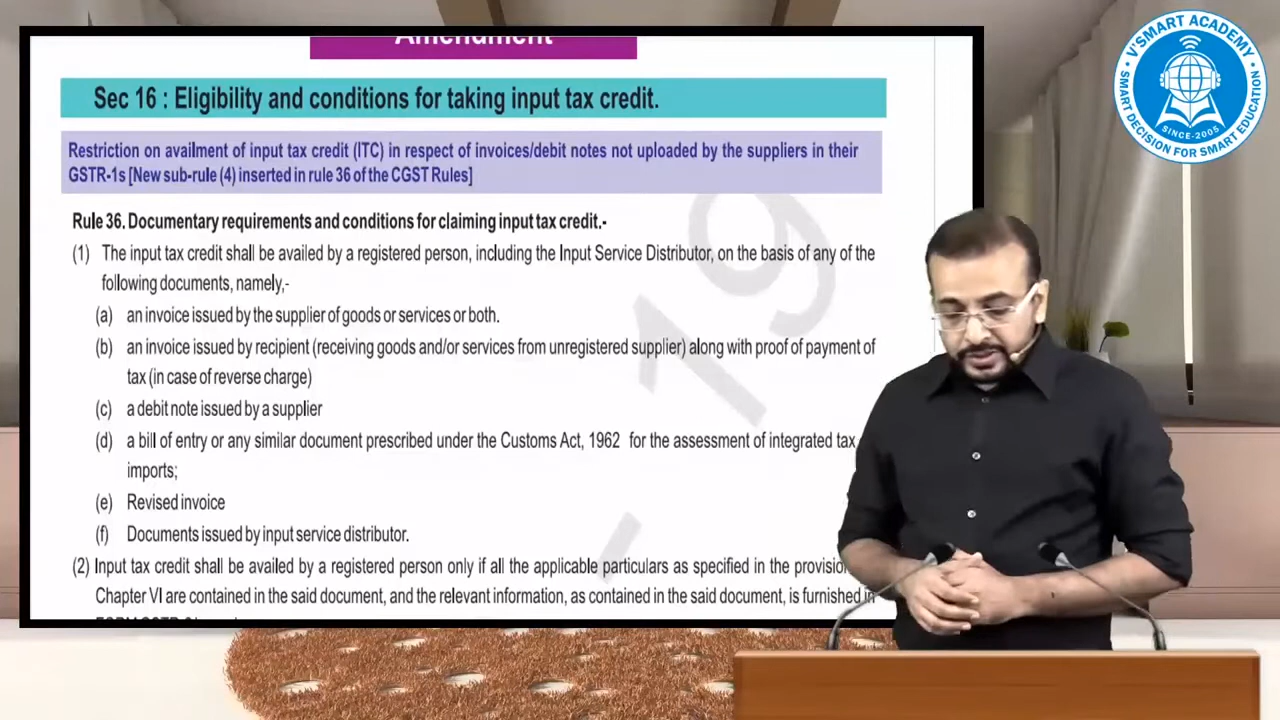 Amendment
Sec 16 : Eligibility and conditions for taking input tax credit.
Restriction on availment of input tax credit (ITC) in respect of invoices/debit notes not uploaded by the suppliers in their
GSTR-1s [New sub-rule (4) inserted in rule 36 of the CGST Rules]
Rule 36. Documentary requirements and conditions for claiming input tax credit.-
(1) The input tax credit shall be availed by a registered person, including the Input Service Distributor, on the basis of any of the
following documents, namely,-
(a) an invoice issued by the supplier of goods or services or both.
(b) an invoice issued by recipient (receiving goods and/or services from unregistered supplier) along with proof of payment of
tax (in case of reverse charge)
(c) a debit note issued by a supplier
(d) a bill of entry or any similar document prescribed under the Customs Act, 1962 for the assessment of integrated tax
imports;
(e) Revised invoice
(f) Documents issued by input service distributor.
(2) Input tax credit shall be availed by a registered person only if all the applicable particulars as specified in the
Chapter VI are contained in the said document, and the relevant information, as contained in the said document, is furnished in
- 19
V'SMART ACADEMY
SMART DECISION FOR SMART EDUCATION
SINCE-2005